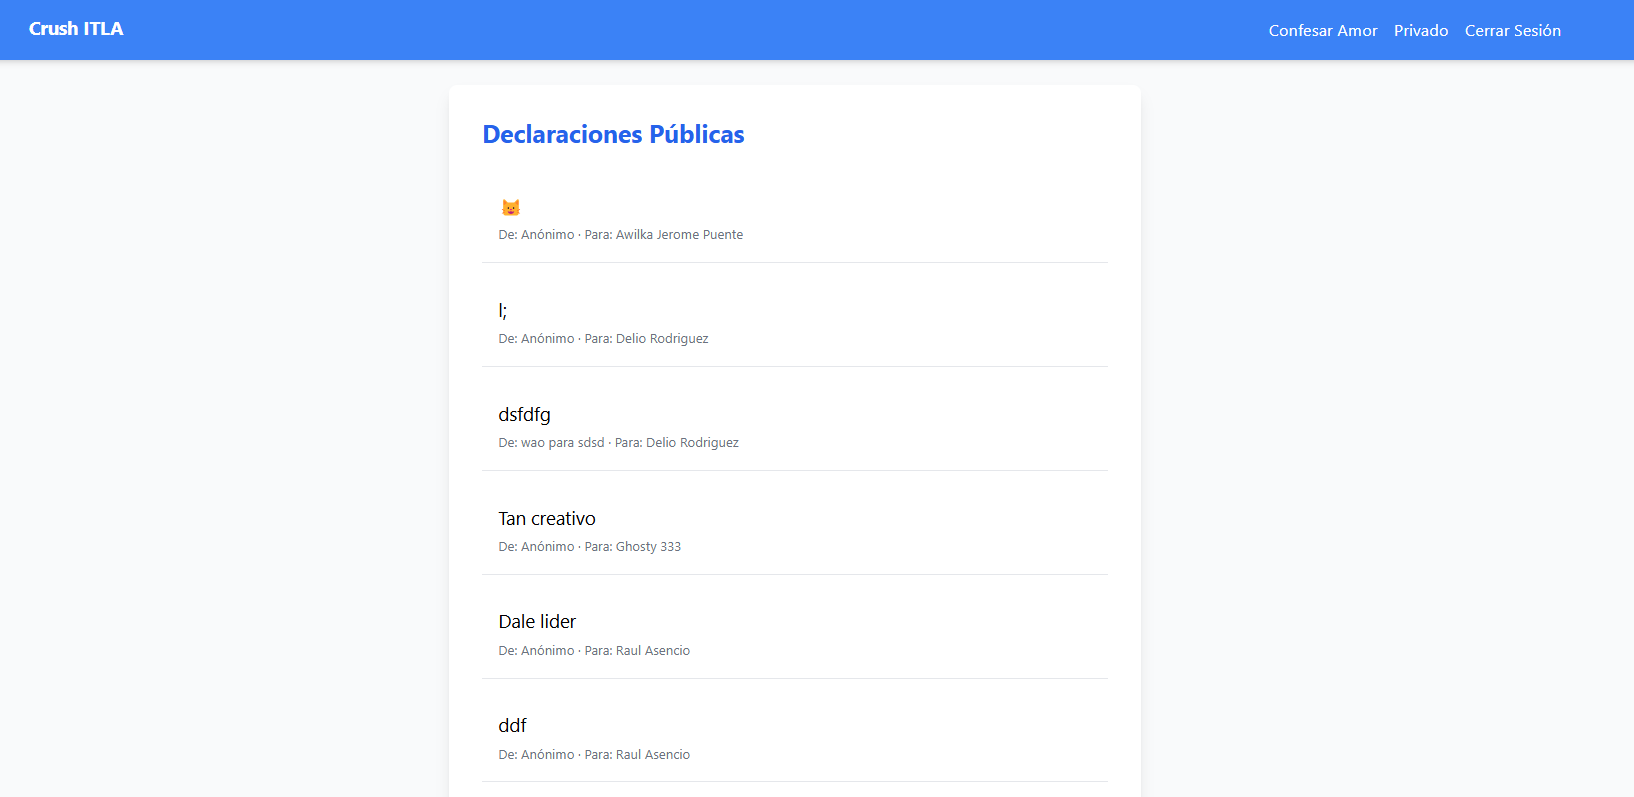 Crush ITLA
Confesar Amor Privado Cerrar Sesión
Declaraciones Públicas
😺
De: Anónimo · Para: Awilka Jerome Puente
l;
De: Anónimo · Para: Delio Rodriguez
dsfdfg
De: wao para sdsd · Para: Delio Rodriguez
Tan creativo
De: Anónimo · Para: Ghosty 333
Dale lider
De: Anónimo · Para: Raul Asencio
ddf
De: Anónimo · Para: Raul Asencio